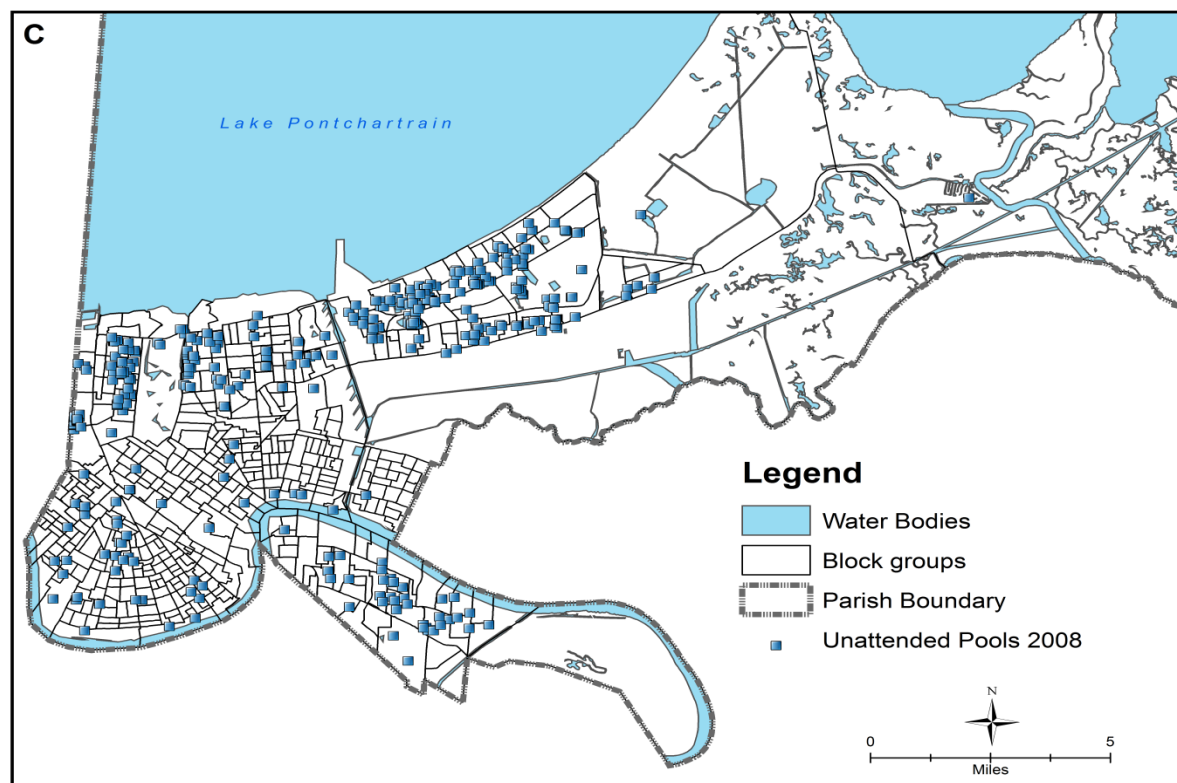 C
Lake Pontchartrain
Legend
Water Bodies
Block groups
Parish Boundary
Unattended Pools 2008
N
0 5
Miles